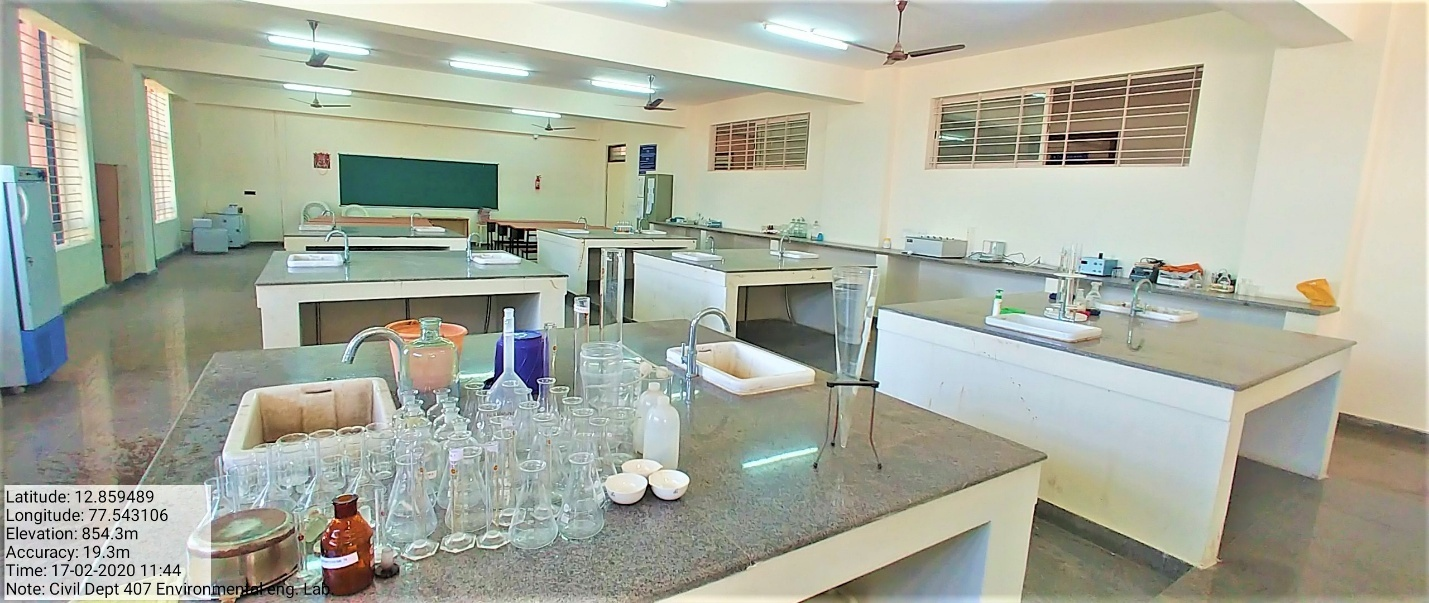 Latitude: 12.859489
Longitude: 77.543106
Elevation: 854.3m
Accuracy: 19.3m
Time: 17-02-2020 11:44
Note: Civil Dept 407 Environmental eng. Lab.